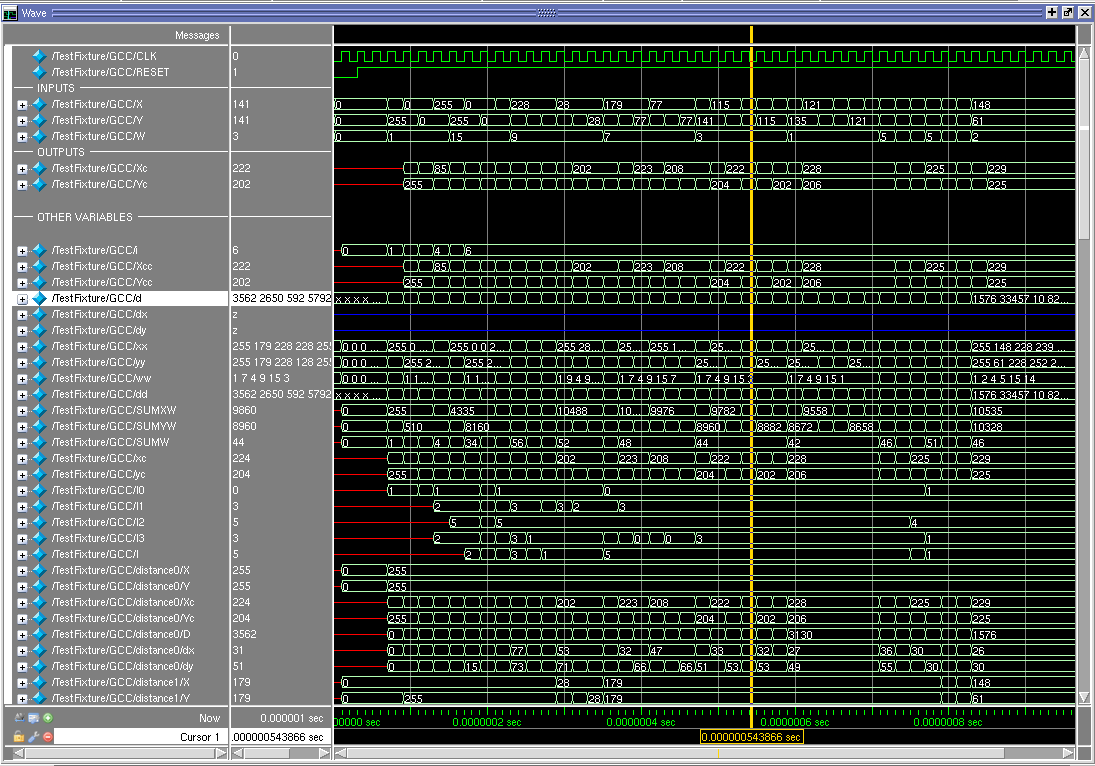 Wave
Messages
/TestFixture/GCC/CLK 0
/TestFixture/GCC/RESET 1
INPUTS
/TestFixture/GCC/X 141 0 0 255 0 228 28 179 77 115 121 148
/TestFixture/GCC/Y 141 0 255 0 255 0 28 77 77 141 115 135 121 61
/TestFixture/GCC/W 3 0 1 15 9 7 3 1 5 5 2
OUTPUTS
/TestFixture/GCC/Xc 222 85 202 223 208 222 228 225 229
/TestFixture/GCC/Yc 202 255 204 202 206 225
OTHER VARIABLES
/TestFixture/GCC/i 6 0 1 4 6
/TestFixture/GCC/Xcc 222 85 202 223 208 222 228 225 229
/TestFixture/GCC/Ycc 202 255 204 202 206 225
/TestFixture/GCC/d 3562 2650 592 5792 x x x x ... 1576 33457 10 82...
/TestFixture/GCC/dx z
/TestFixture/GCC/dy z
/TestFixture/GCC/xx 255 179 228 228 255 0 0 0 ... 255 0 ... 255 0 0 2... 255 28... 25... 255 1... 25... 25... 255 148 228 239...
/TestFixture/GCC/yy 255 179 228 128 255 0 0 0 ... 255 2... 255 2... 25... 25... 25... 255 61 228 252 2...
/TestFixture/GCC/ww 1 7 4 9 15 3 0 0 0 ... 1 1... 1 1... 1 9 4 9... 1 7 4 9 15 7 1 7 4 9 15 3 1 7 4 9 15 1 1 2 4 5 15 14
/TestFixture/GCC/dd 3562 2650 592 5792 x x x x ... 1576 33457 10 82...
/TestFixture/GCC/SUMXW 9860 0 255 4335 10488 10... 9976 9782 9558 10535
/TestFixture/GCC/SUMYW 8960 0 510 8160 8960 8882 8672 8658 10328
/TestFixture/GCC/SUMW 44 0 1 4 34 56 52 48 44 42 46 51 46
/TestFixture/GCC/xc 224 202 223 208 222 228 225 229
/TestFixture/GCC/yc 204 255 204 202 206 225
/TestFixture/GCC/I0 0 1 1 1 0 1
/TestFixture/GCC/I1 3 2 3 3 2 3
/TestFixture/GCC/I2 5 5 5 4
/TestFixture/GCC/I3 3 2 3 1 0 0 3 1
/TestFixture/GCC/I 5 2 3 1 5 1
/TestFixture/GCC/distance0/X 255 0 255
/TestFixture/GCC/distance0/Y 255 0 255
/TestFixture/GCC/distance0/Xc 224 202 223 208 222 228 225 229
/TestFixture/GCC/distance0/Yc 204 255 204 202 206 225
/TestFixture/GCC/distance0/D 3562 0 3130 1576
/TestFixture/GCC/distance0/dx 31 0 77 53 32 47 33 32 27 36 30 26
/TestFixture/GCC/distance0/dy 51 0 15 73 71 66 66 51 53 53 49 55 30 30
/TestFixture/GCC/distance1/X 179 0 28 179 148
/TestFixture/GCC/distance1/Y 179 0 255 28 179 61
Now 0.000001 sec 00000 sec 0.0000002 sec 0.0000004 sec 0.0000006 sec 0.0000008 sec
Cursor 1 .000000543866 sec 0.000000543866 sec